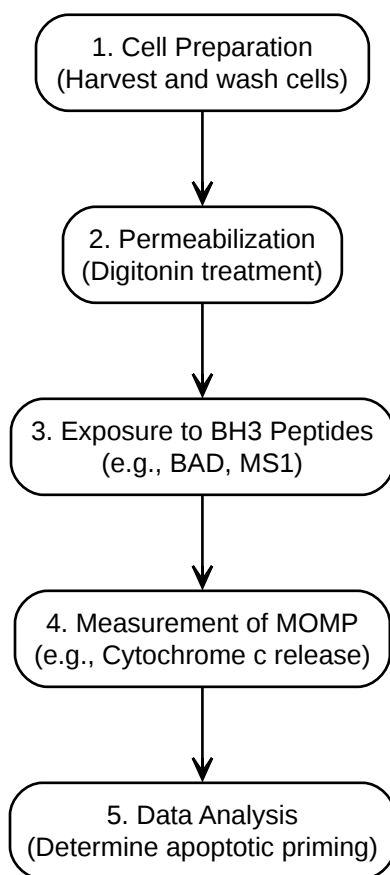 1. Cell Preparation
(Harvest and wash cells)
2. Permeabilization
(Digitonin treatment)
3. Exposure to BH3 Peptides
(e.g., BAD, MS1)
4. Measurement of MOMP
(e.g., Cytochrome c release)
5. Data Analysis
(Determine apoptotic priming)